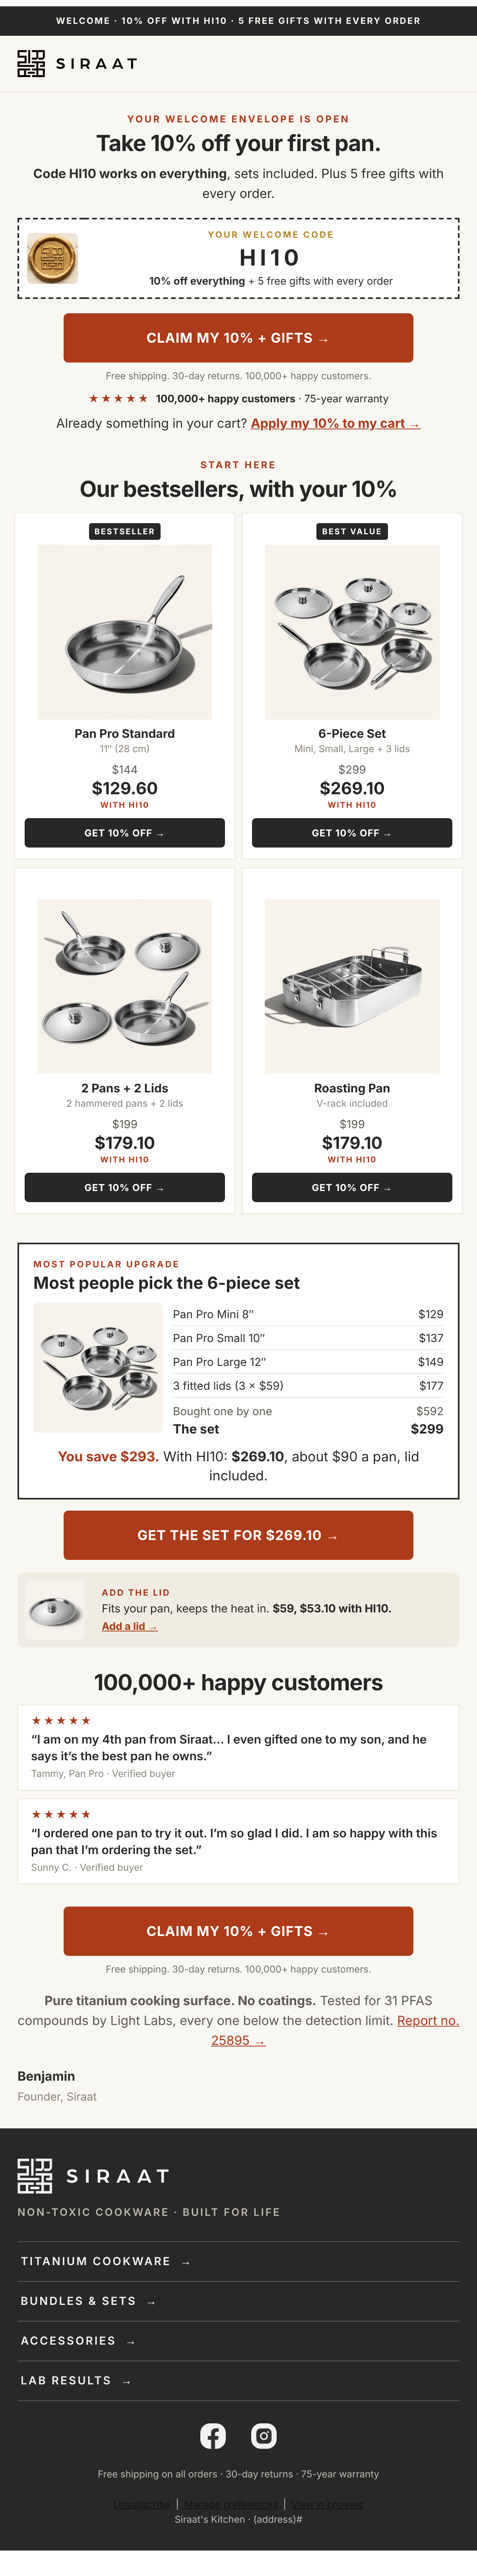 WELCOME · 10% OFF WITH HI10 · 5 FREE GIFTS WITH EVERY ORDER
SIRAAT
YOUR WELCOME ENVELOPE IS OPEN
Take 10% off your first pan.
Code HI10 works on everything, sets included. Plus 5 free gifts with
every order.
YOUR WELCOME CODE
HI10
10% off everything + 5 free gifts with every order
CLAIM MY 10% + GIFTS →
Free shipping. 30-day returns. 100,000+ happy customers.
★★★★★ 100,000+ happy customers · 75-year warranty
Already something in your cart? Apply my 10% to my cart →
START HERE
Our bestsellers, with your 10%
BESTSELLER
Pan Pro Standard
11″ (28 cm)
$144
$129.60
WITH HI10
GET 10% OFF →
BEST VALUE
6-Piece Set
Mini, Small, Large + 3 lids
$299
$269.10
WITH HI10
GET 10% OFF →
2 Pans + 2 Lids
2 hammered pans + 2 lids
$199
$179.10
WITH HI10
GET 10% OFF →
Roasting Pan
V-rack included
$199
$179.10
WITH HI10
GET 10% OFF →
MOST POPULAR UPGRADE
Most people pick the 6-piece set
Pan Pro Mini 8″ $129
Pan Pro Small 10″ $137
Pan Pro Large 12″ $149
3 fitted lids (3 × $59) $177
Bought one by one $592
The set $299
You save $293. With HI10: $269.10, about $90 a pan, lid
included.
GET THE SET FOR $269.10 →
ADD THE LID
Fits your pan, keeps the heat in. $59, $53.10 with HI10.
Add a lid →
100,000+ happy customers
★★★★★
“I am on my 4th pan from Siraat... I even gifted one to my son, and he
says it’s the best pan he owns.”
Tammy, Pan Pro · Verified buyer
★★★★★
“I ordered one pan to try it out. I’m so glad I did. I am so happy with this
pan that I’m ordering the set.”
Sunny C. · Verified buyer
CLAIM MY 10% + GIFTS →
Free shipping. 30-day returns. 100,000+ happy customers.
Pure titanium cooking surface. No coatings. Tested for 31 PFAS
compounds by Light Labs, every one below the detection limit. Report no.
25895 →
Benjamin
Founder, Siraat
SIRAAT
NON-TOXIC COOKWARE · BUILT FOR LIFE
TITANIUM COOKWARE →
BUNDLES & SETS →
ACCESSORIES →
LAB RESULTS →
Free shipping on all orders · 30-day returns · 75-year warranty
Unsubscribe | Manage preferences | View in browser
Siraat's Kitchen · (address)#